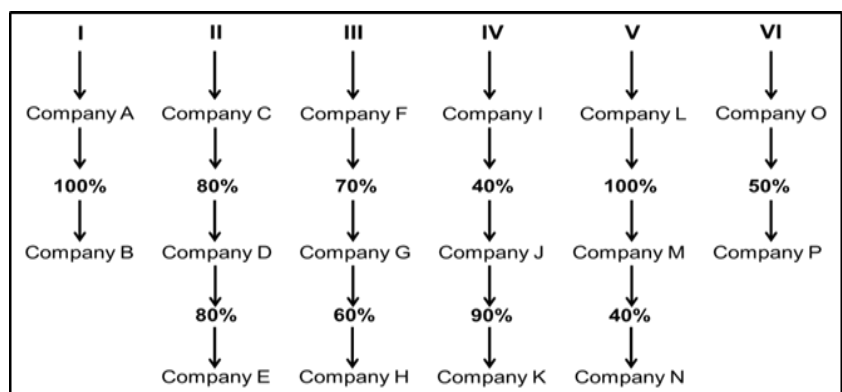 I II III IV V VI
Company A Company C Company F Company I Company L Company O
100% 80% 70% 40% 100% 50%
Company B Company D Company G Company J Company M Company P
80% 60% 90% 40%
Company E Company H Company K Company N